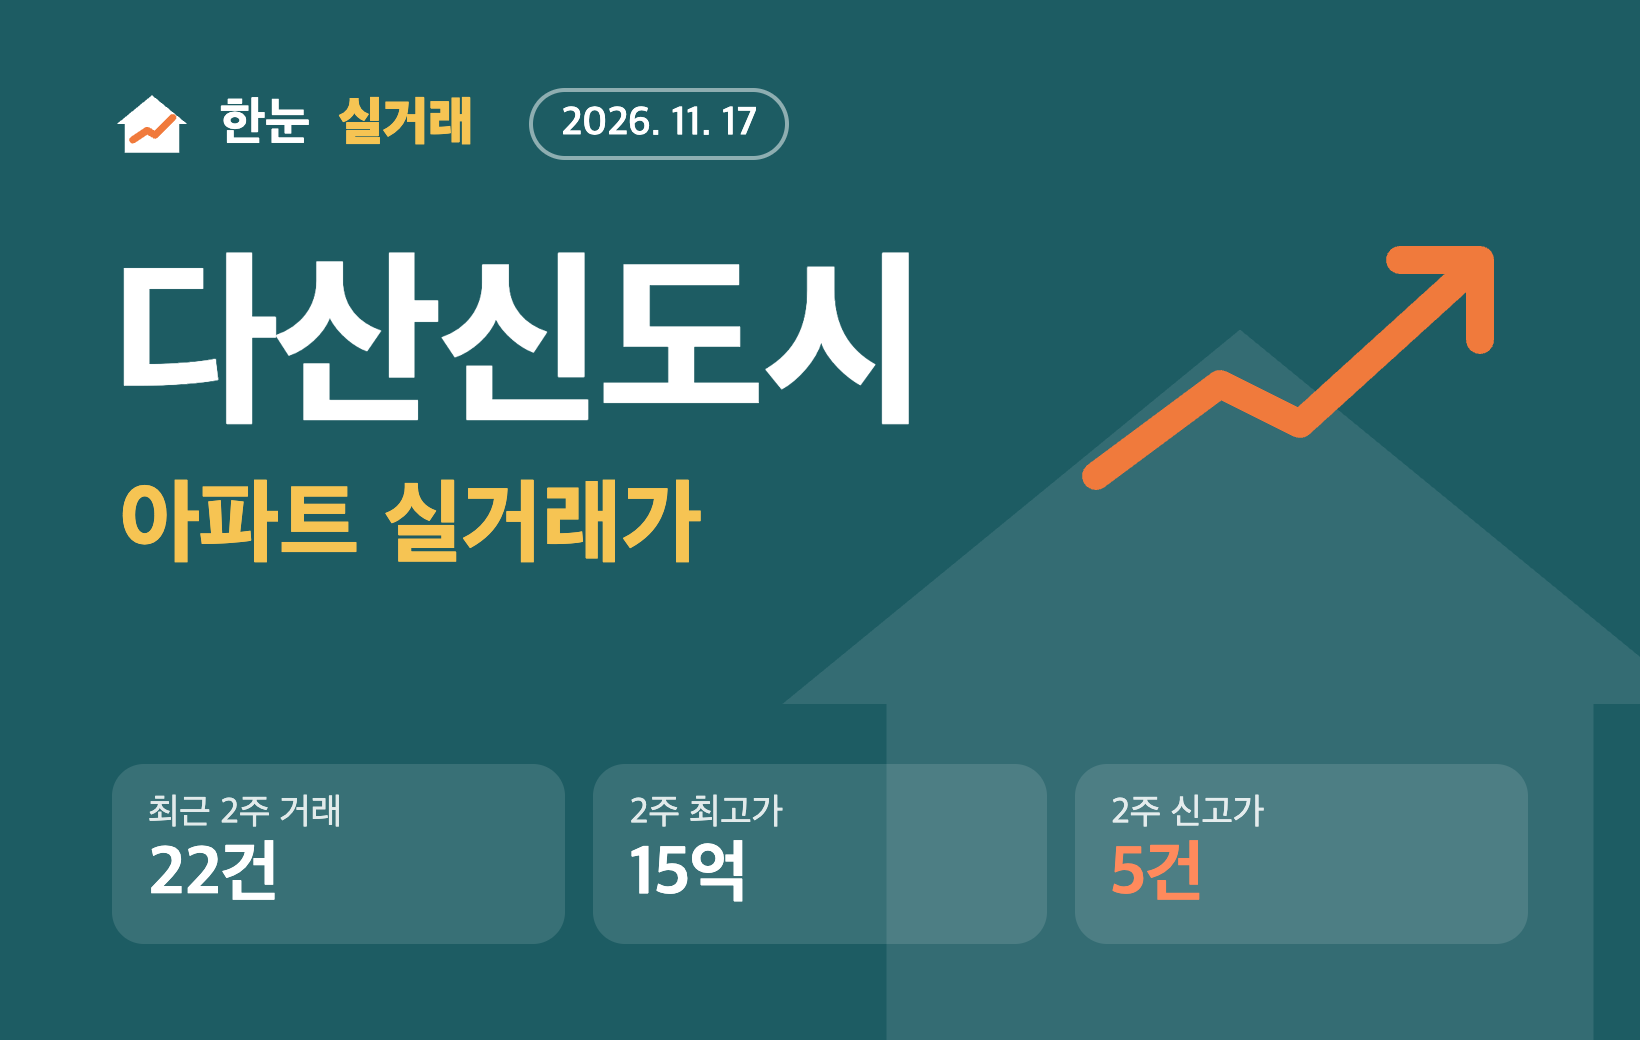 한눈 실거래
2026. 11. 17
다산신도시
아파트 실거래가
최근 2주 거래
22건
2주 최고가
15억
2주 신고가
5건